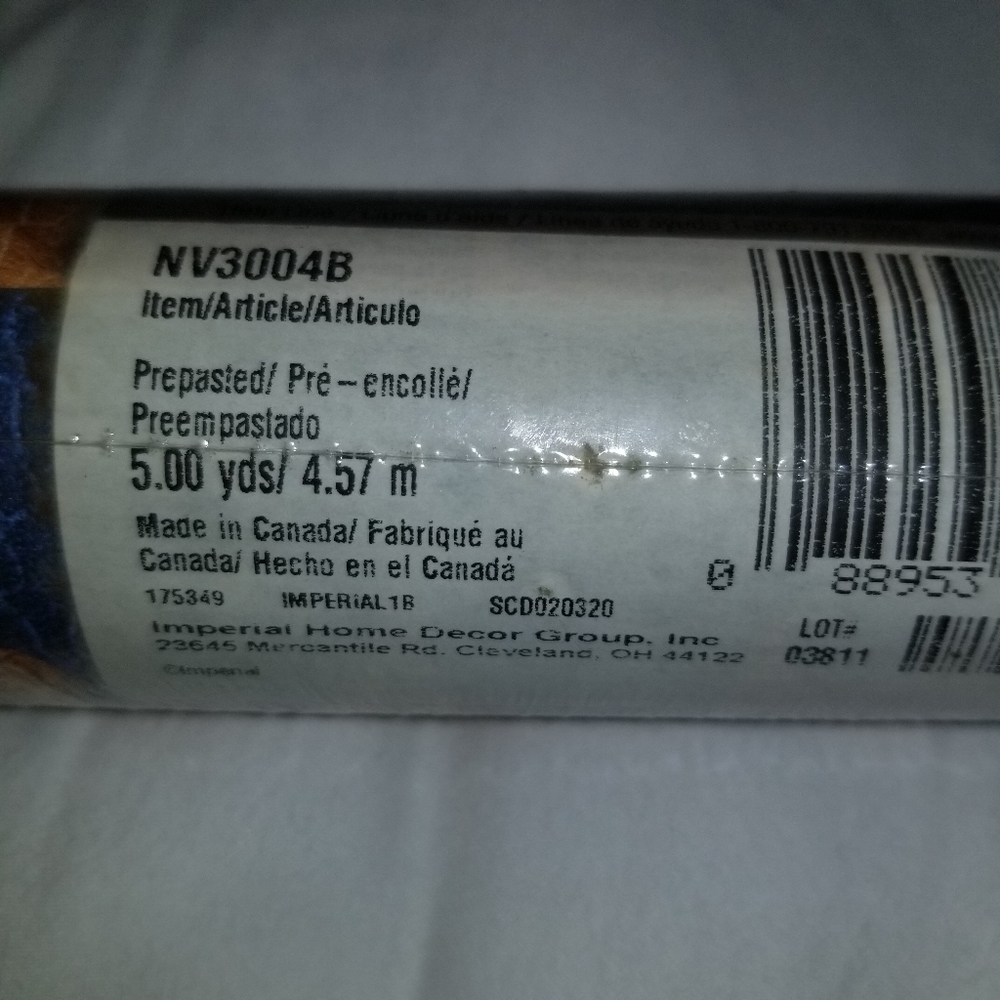 NV3004B
Item/Article/Articulo
Prepasted/ Pré-encollé/
Preempastado
5.00 yds/ 4.57 m
Made in Canada/ Fabriqué au
Canada/ Hecho en el Canadá
175349 IMPERIAL1B SCD020320
Imperial Home Decor Group, Inc
23645 Mercantile Rd. Cleveland, OH 44122
©Imperial
0 88953
LOT#
03811